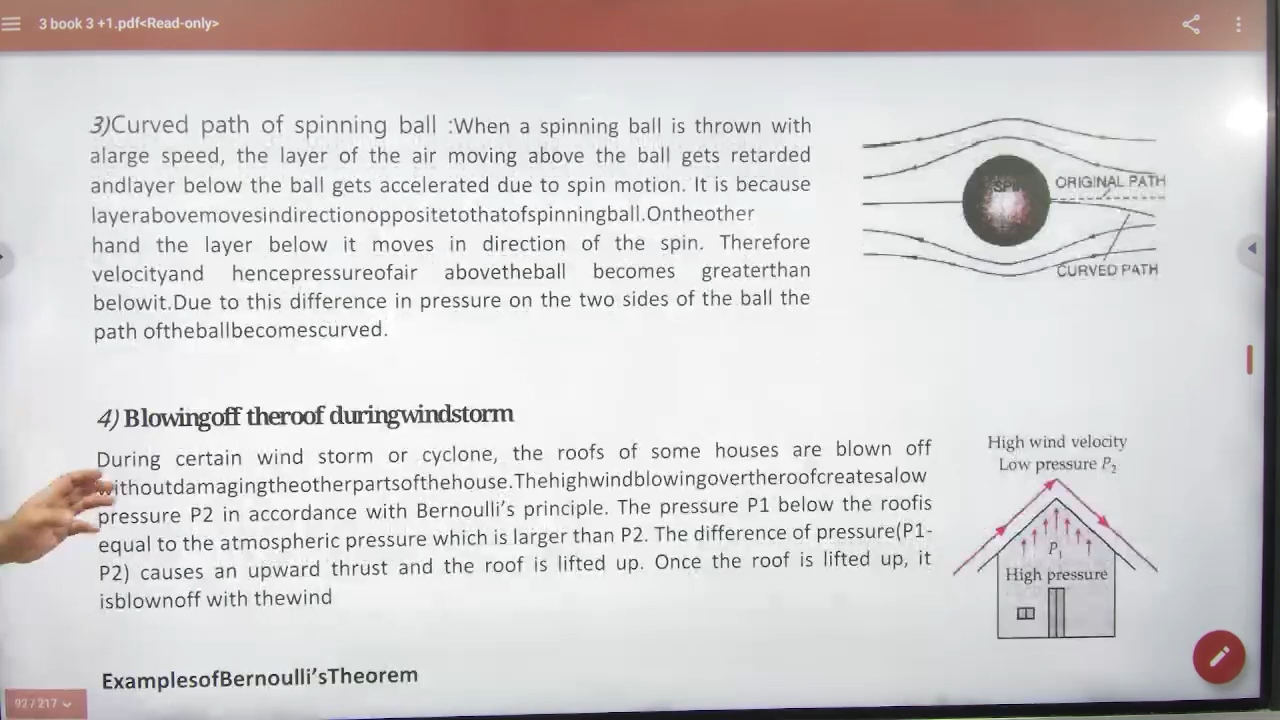 3 book 3 +1.pdf<Read-only>
3)Curved path of spinning ball :When a spinning ball is thrown with
alarge speed, the layer of the air moving above the ball gets retarded
andlayer below the ball gets accelerated due to spin motion. It is because
layerabovemovesindirectionoppositetothatofspinningball.Ontheother
hand the layer below it moves in direction of the spin. Therefore
velocityand hencepressureofair abovetheball becomes greaterthan
belowit.Due to this difference in pressure on the two sides of the ball the
path oftheballbecomescurved.
SPIN
ORIGINAL PATH
CURVED PATH
4) Blowingoff theroof duringwindstorm
During certain wind storm or cyclone, the roofs of some houses are blown off
withoutdamagingtheotherpartsofthehouse.Thehighwindblowingovertheroofcreatesalow
pressure P2 in accordance with Bernoulli's principle. The pressure P1 below the roofis
equal to the atmospheric pressure which is larger than P2. The difference of pressure(P1-
P2) causes an upward thrust and the roof is lifted up. Once the roof is lifted up, it
isblownoff with thewind
High wind velocity
Low pressure P2
P1
High pressure
ExamplesofBernoulli'sTheorem
92 / 217